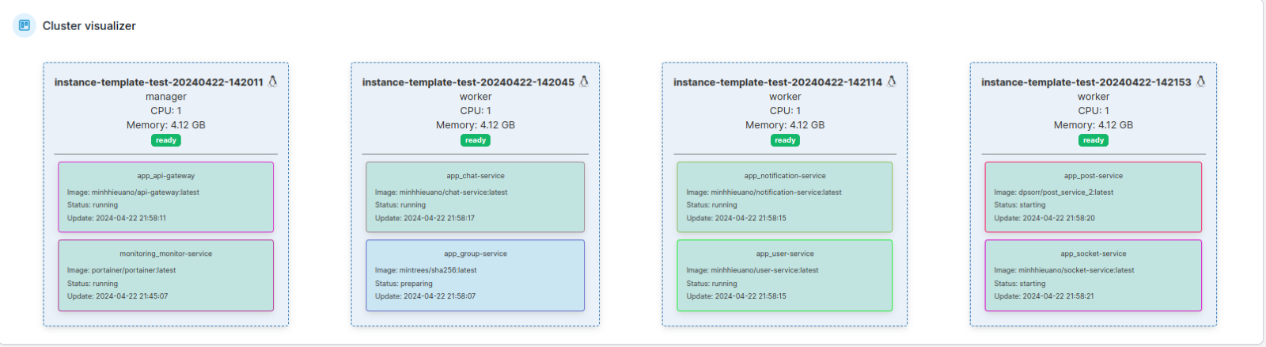 Cluster visualizer
instance-template-test-20240422-142011
manager
CPU: 1
Memory: 4.12 GB
ready
app_api-gateway
Image: minhhieuano/api-gateway:latest
Status: running
Update: 2024-04-22 21:58:11
monitoring_monitor-service
Image: portainer/portainer:latest
Status: running
Update: 2024-04-22 21:45:07
instance-template-test-20240422-142045
worker
CPU: 1
Memory: 4.12 GB
ready
app_chat-service
Image: minhhieuano/chat-service:latest
Status: running
Update: 2024-04-22 21:58:17
app_group-service
Image: mintrees/sha256:latest
Status: preparing
Update: 2024-04-22 21:58:07
instance-template-test-20240422-142114
worker
CPU: 1
Memory: 4.12 GB
ready
app_notification-service
Image: minhhieuano/notification-service:latest
Status: running
Update: 2024-04-22 21:58:15
app_user-service
Image: minhhieuano/user-service:latest
Status: running
Update: 2024-04-22 21:58:15
instance-template-test-20240422-142153
worker
CPU: 1
Memory: 4.12 GB
ready
app_post-service
Image: dpsorr/post_service_2:latest
Status: starting
Update: 2024-04-22 21:58:20
app_socket-service
Image: minhhieuano/socket-service:latest
Status: starting
Update: 2024-04-22 21:58:21